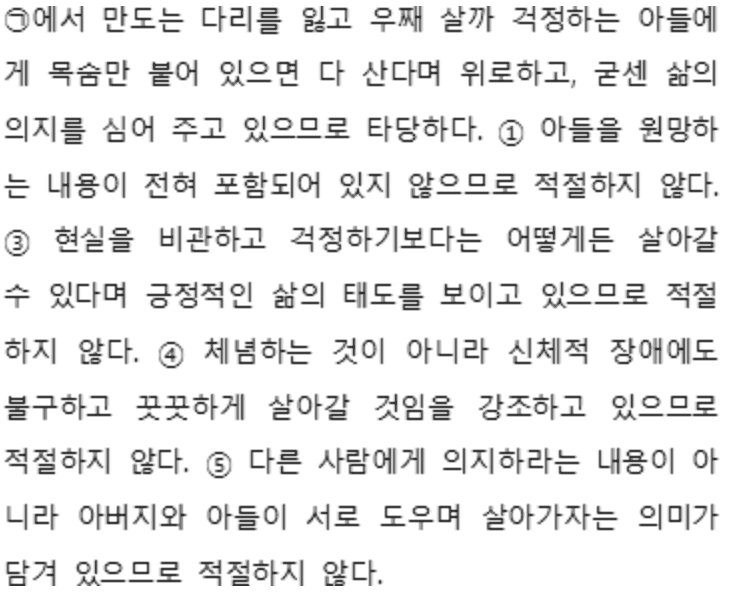 ㉠에서 만도는 다리를 잃고 우째 살까 걱정하는 아들에
게 목숨만 붙어 있으면 다 산다며 위로하고, 굳센 삶의
의지를 심어 주고 있으므로 타당하다. ① 아들을 원망하
는 내용이 전혀 포함되어 있지 않으므로 적절하지 않다.
③ 현실을 비관하고 걱정하기보다는 어떻게든 살아갈
수 있다며 긍정적인 삶의 태도를 보이고 있으므로 적절
하지 않다. ④ 체념하는 것이 아니라 신체적 장애에도
불구하고 꿋꿋하게 살아갈 것임을 강조하고 있으므로
적절하지 않다. ⑤ 다른 사람에게 의지하라는 내용이 아
니라 아버지와 아들이 서로 도우며 살아가자는 의미가
담겨 있으므로 적절하지 않다.